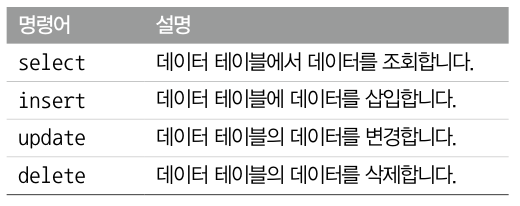 명령어 설명
select 데이터 테이블에서 데이터를 조회합니다.
insert 데이터 테이블에 데이터를 삽입합니다.
update 데이터 테이블의 데이터를 변경합니다.
delete 데이터 테이블의 데이터를 삭제합니다.